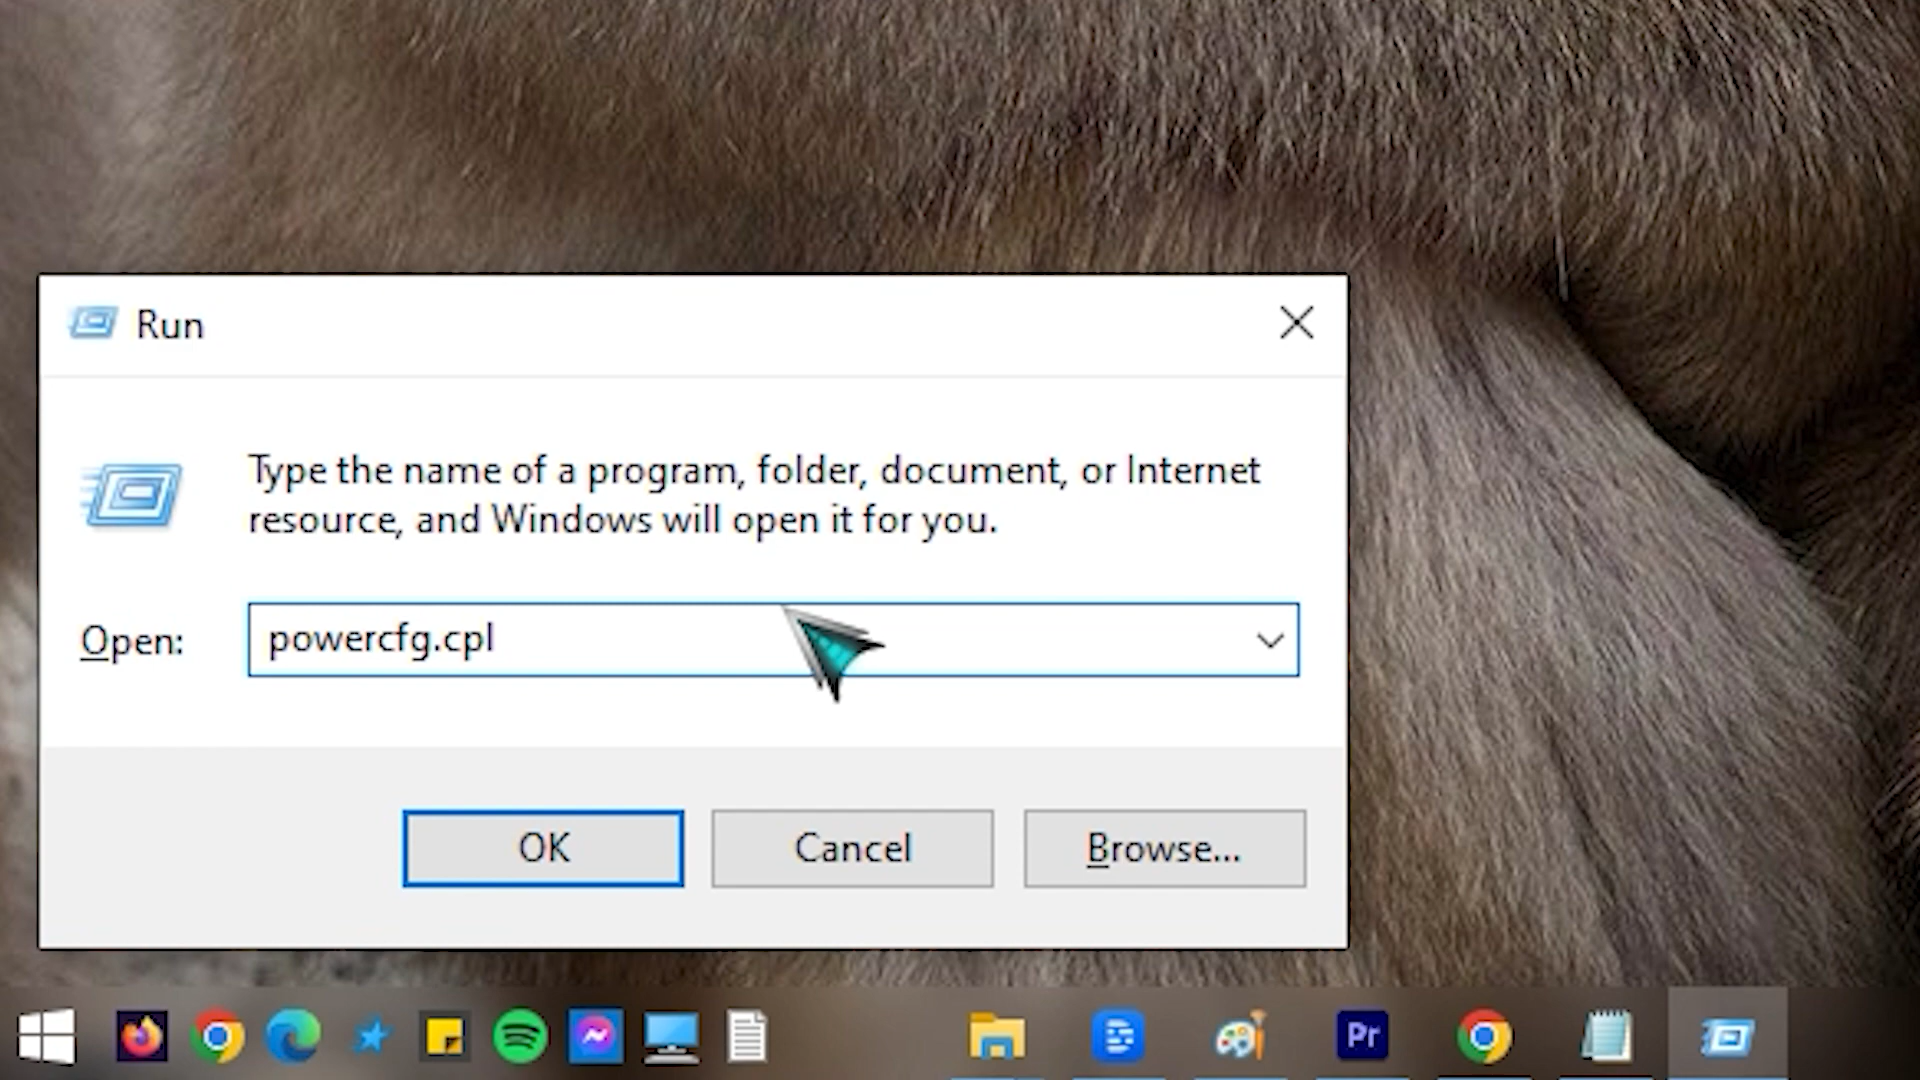 Run
Type the name of a program, folder, document, or Internet
resource, and Windows will open it for you.
Open:
powercfg.cpl
OK
Cancel
Browse...
Pr